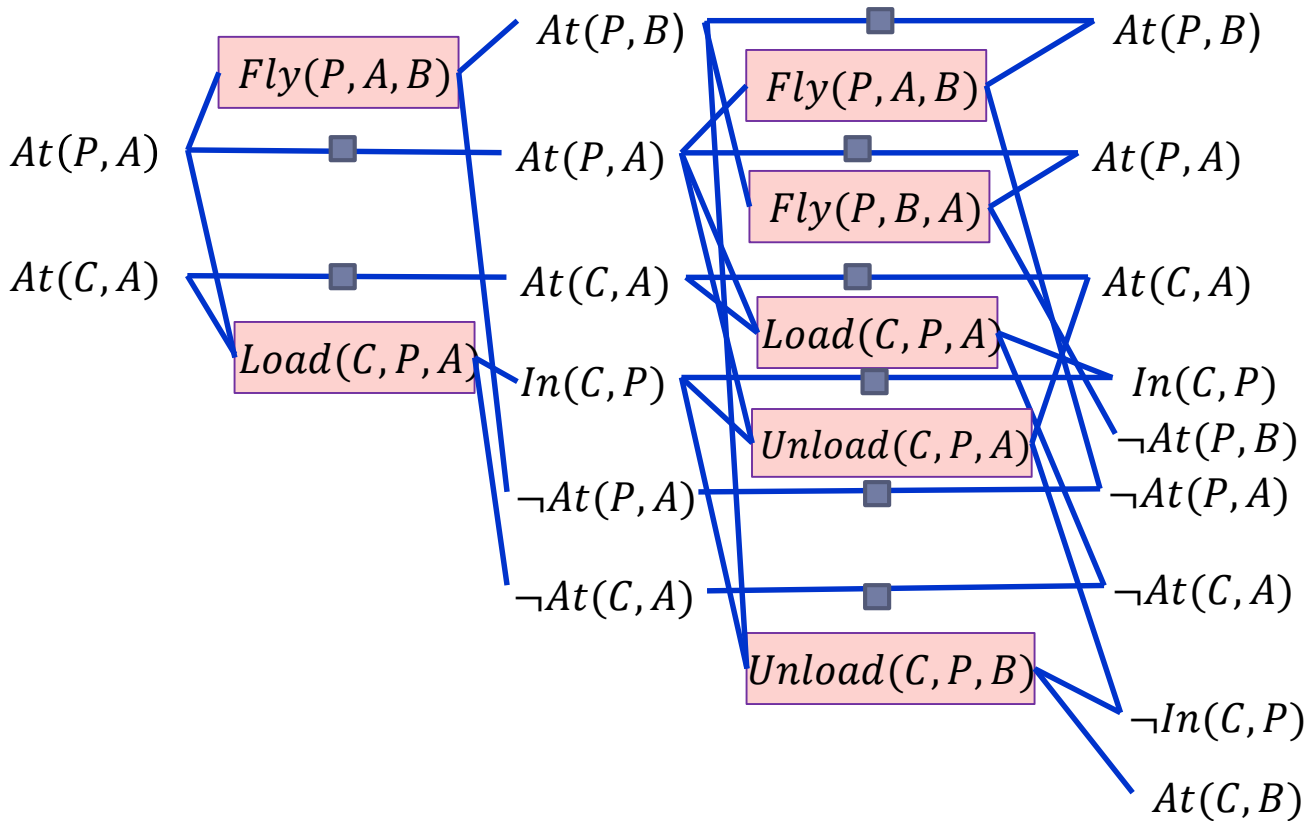 At(P,A)
At(C,A)
Fly(P,A,B)
Load(C,P,A)
At(P,B)
At(P,A)
At(C,A)
In(C,P)
¬At(P,A)
¬At(C,A)
Fly(P,A,B)
Fly(P,B,A)
Load(C,P,A)
Unload(C,P,A)
Unload(C,P,B)
At(P,B)
At(P,A)
At(C,A)
In(C,P)
¬At(P,B)
¬At(P,A)
¬At(C,A)
¬In(C,P)
At(C,B)